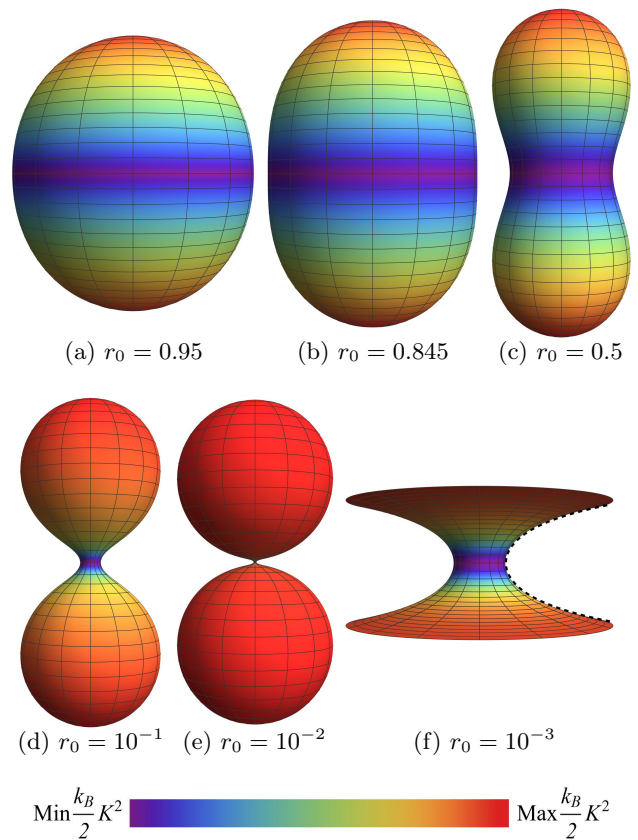 (a) r₀ = 0.95
(b) r₀ = 0.845
(c) r₀ = 0.5
(d) r₀ = 10⁻¹
(e) r₀ = 10⁻²
(f) r₀ = 10⁻³
Min k_B/2 K²
Max k_B/2 K²